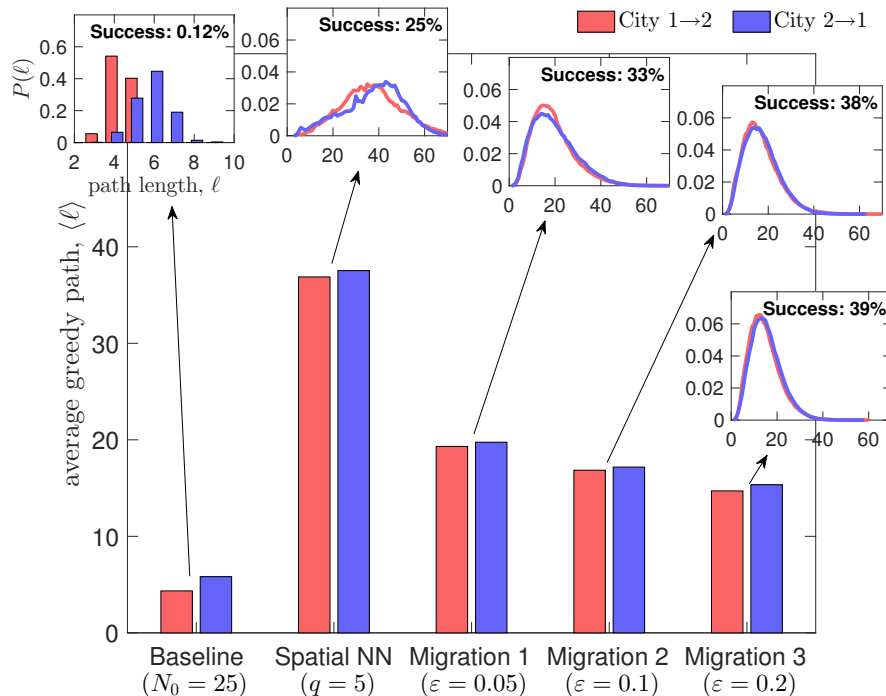 City 1→2
City 2→1
Success: 0.12%
P(ℓ)
0.6
0.4
0.2
0
2
4
6
8
10
path length, ℓ
Success: 25%
0.06
0.04
0.02
0
0
20
40
60
Success: 33%
0.08
0.04
0
0
20
40
60
Success: 38%
0.06
0.04
0.02
0
0
20
40
60
Success: 39%
0.06
0.04
0.02
0
0
20
40
60
average greedy path, ⟨ℓ⟩
40
30
20
10
0
Baseline
(N₀ = 25)
Spatial NN
(q = 5)
Migration 1
(ε = 0.05)
Migration 2
(ε = 0.1)
Migration 3
(ε = 0.2)